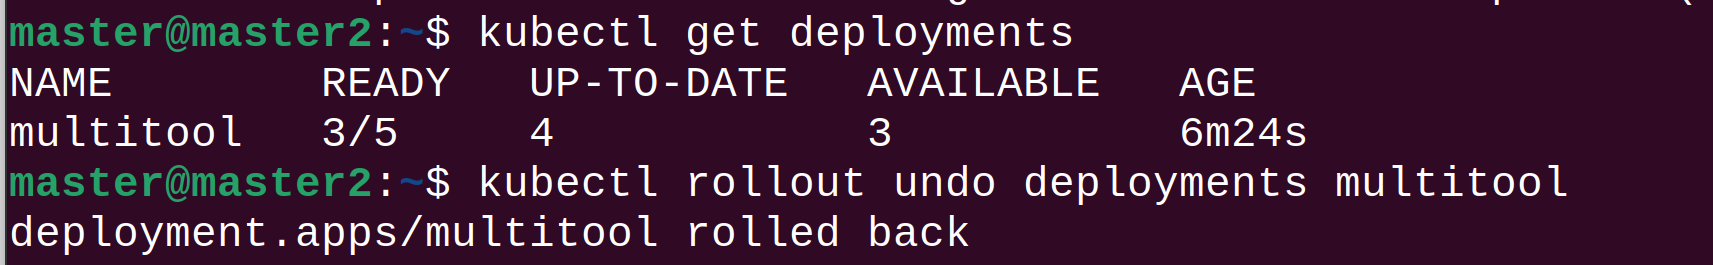 master@master2:~$ kubectl get deployments
NAME        READY   UP-TO-DATE   AVAILABLE   AGE
multitool   3/5     4            3           6m24s
master@master2:~$ kubectl rollout undo deployments multitool
deployment.apps/multitool rolled back